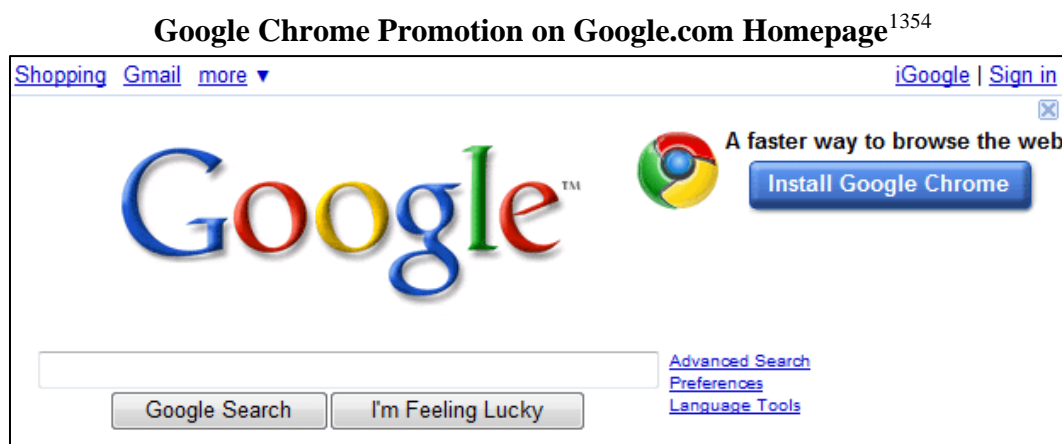 Google Chrome Promotion on Google.com Homepage1354
Shopping Gmail more ▼ iGoogle | Sign in
A faster way to browse the web
Google™ Install Google Chrome
Advanced Search
Preferences
Language Tools
Google Search I'm Feeling Lucky